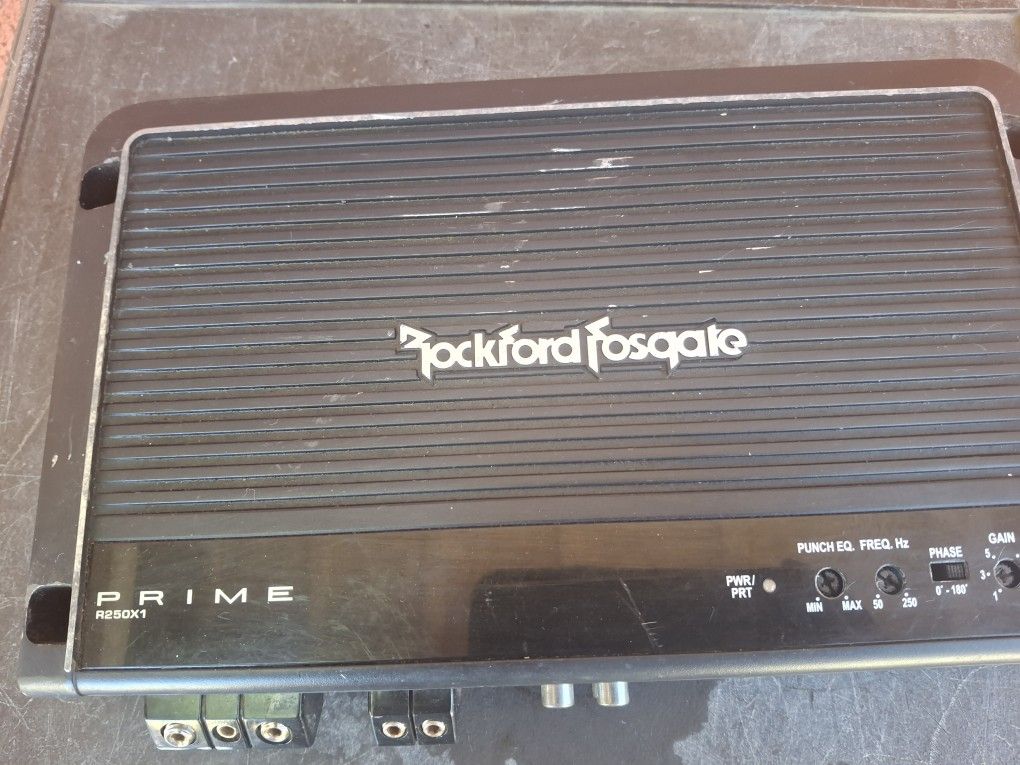 Rockford Fosgate
PRIME
R250X1
PWR/
PRT
PUNCH EQ.
MIN MAX
FREQ. Hz
50 250
PHASE
0° - 180°
GAIN
5
3
1